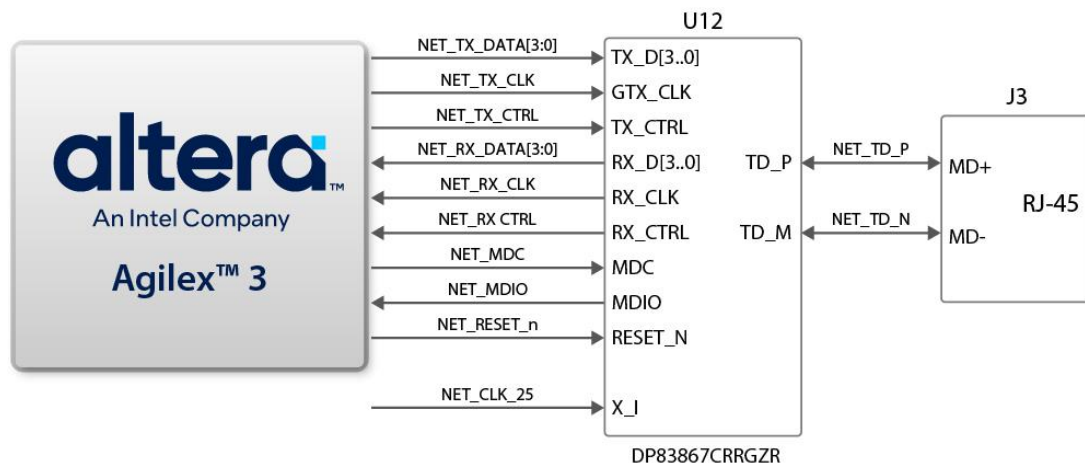 U12
NET_TX_DATA[3:0]
TX_D[3..0]
NET_TX_CLK
GTX_CLK
J3
NET_TX_CTRL
TX_CTRL
altera™
NET_RX_DATA[3:0]
RX_D[3..0]
TD_P
NET_TD_P
MD+
NET_RX_CLK
RX_CLK
RJ-45
An Intel Company
NET_RX CTRL
RX_CTRL
TD_M
NET_TD_N
MD-
NET_MDC
MDC
Agilex™ 3
NET_MDIO
MDIO
NET_RESET_n
RESET_N
NET_CLK_25
X_I
DP83867CRRGZR